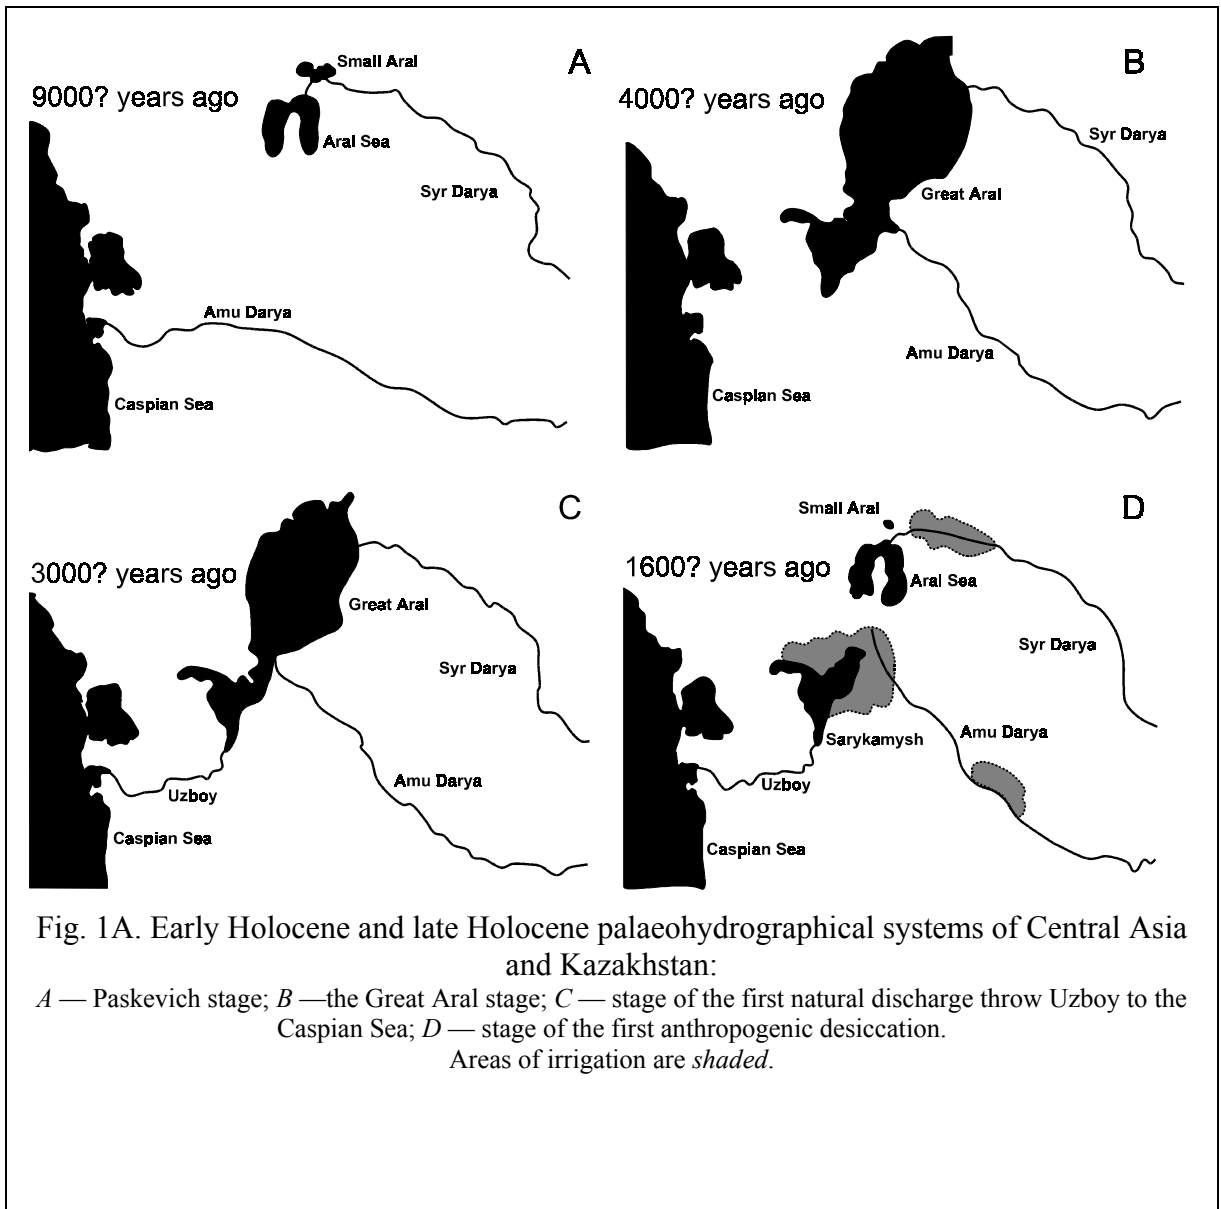 A
Small Aral
9000? years ago
Aral Sea
Syr Darya
Amu Darya
Caspian Sea
B
4000? years ago
Syr Darya
Great Aral
Amu Darya
Caspian Sea
C
3000? years ago
Great Aral
Syr Darya
Amu Darya
Uzboy
Caspian Sea
D
Small Aral
1600? years ago
Aral Sea
Syr Darya
Amu Darya
Sarykamysh
Uzboy
Caspian Sea
Fig. 1A. Early Holocene and late Holocene palaeohydrographical systems of Central Asia
and Kazakhstan:
A — Paskevich stage; B —the Great Aral stage; C — stage of the first natural discharge throw Uzboy to the
Caspian Sea; D — stage of the first anthropogenic desiccation.
Areas of irrigation are shaded.